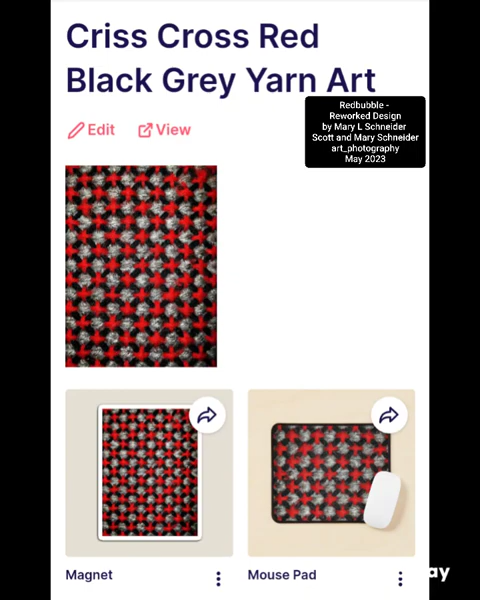 Criss Cross Red
Black Grey Yarn Art
Redbubble -
Reworked Design
by Mary L Schneider
Scott and Mary Schneider
art_photography
May 2023
Edit
View
Magnet
Mouse Pad
ay